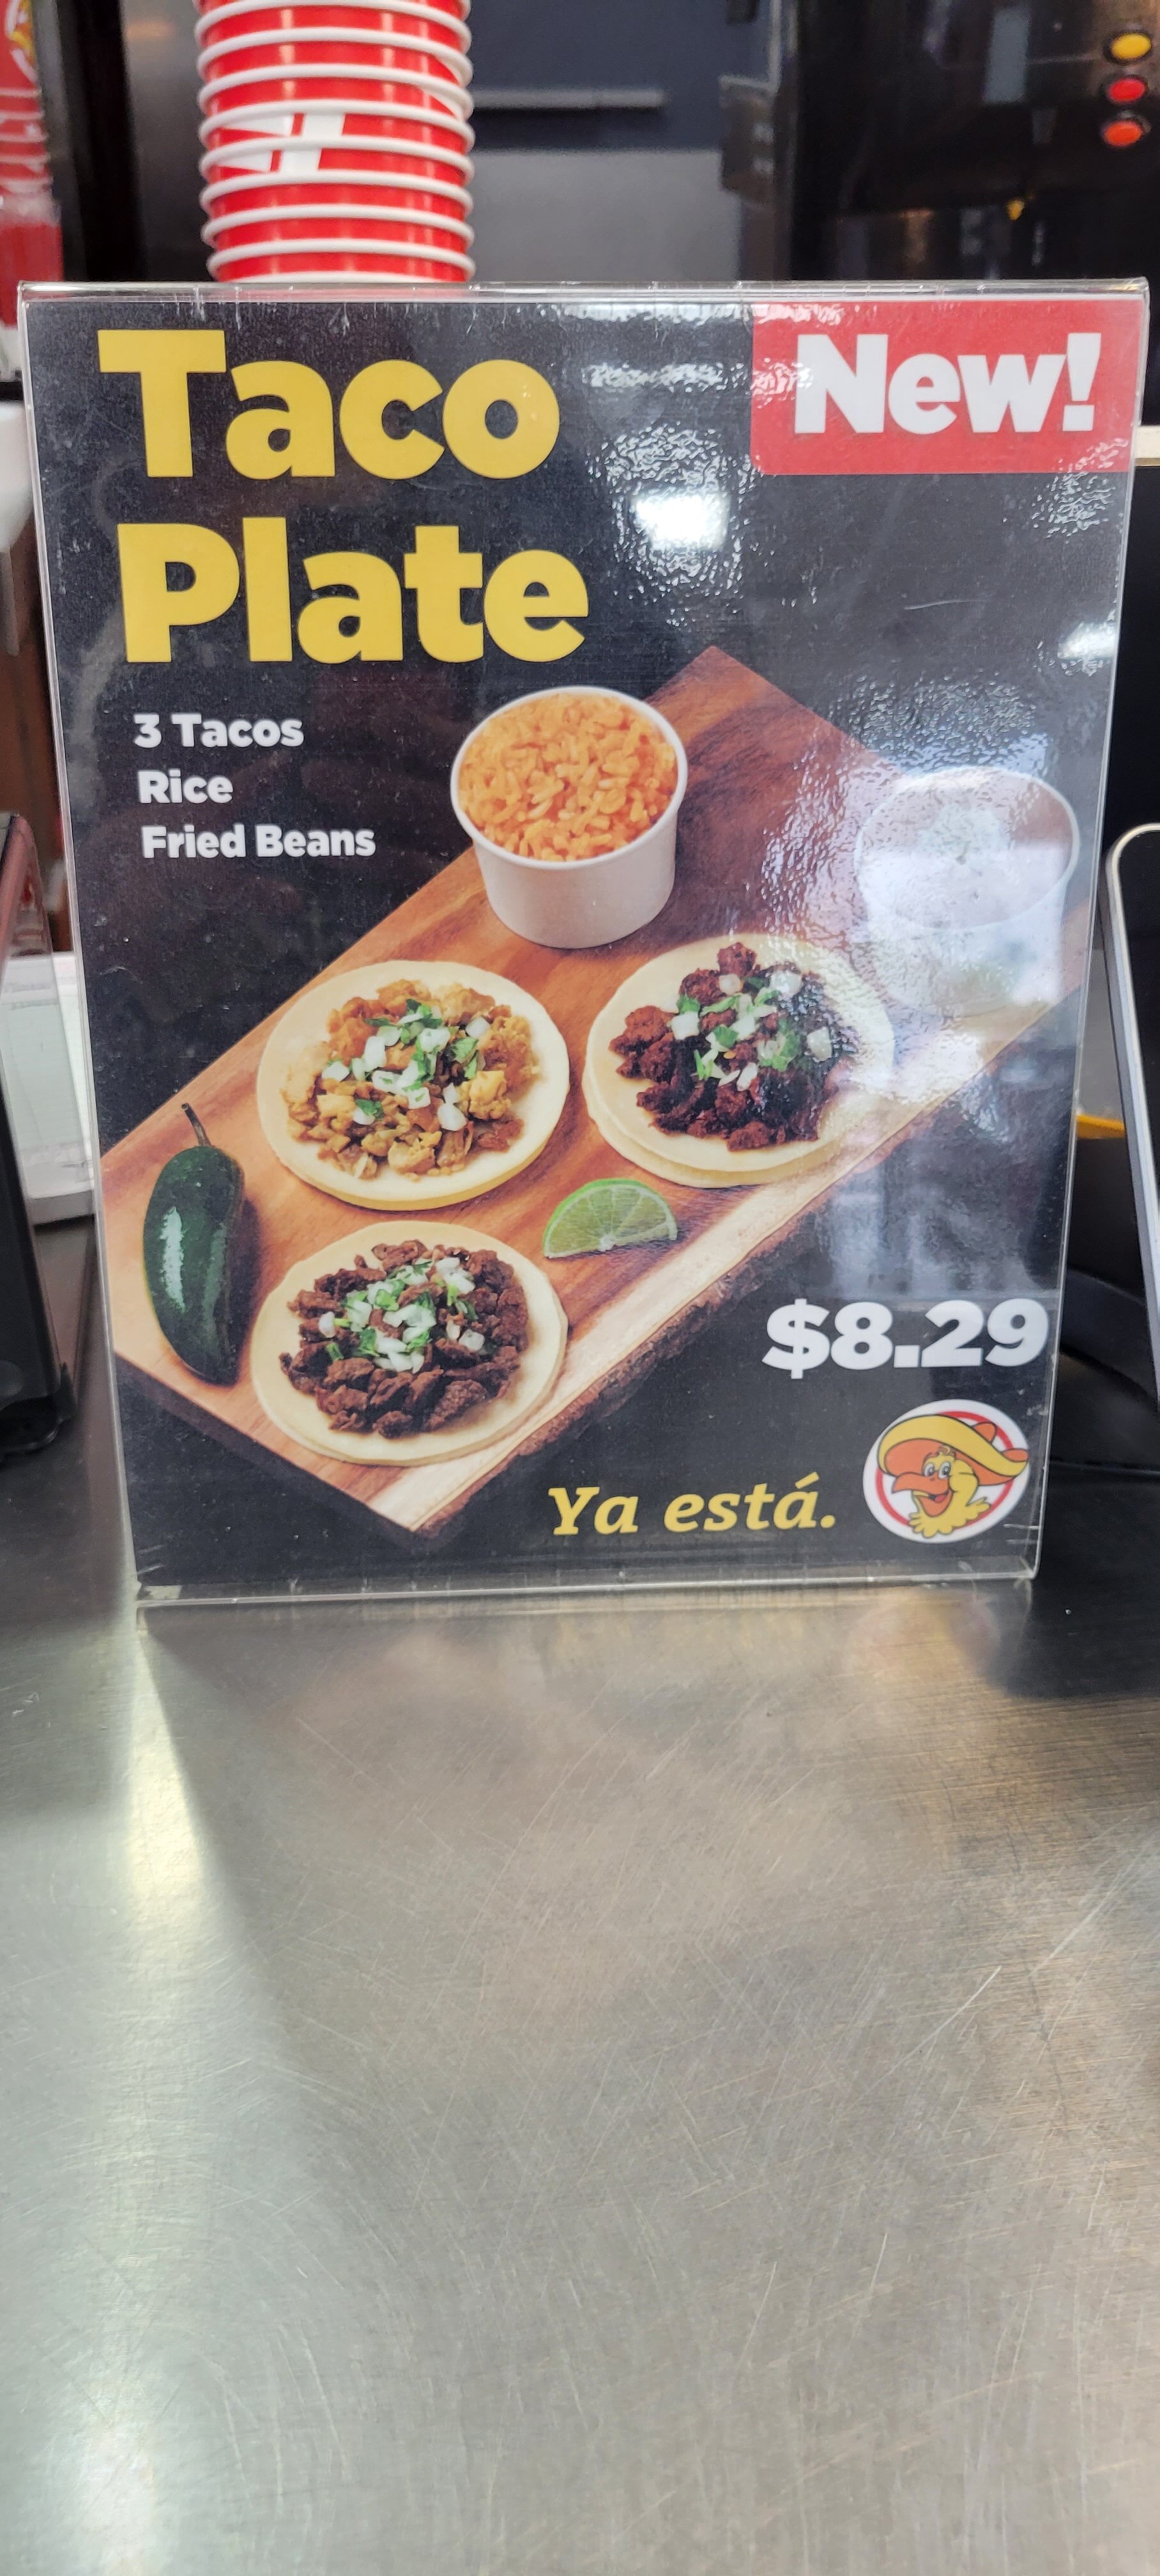 Taco
Plate
New!
3 Tacos
Rice
Fried Beans
$8.29
Ya está.